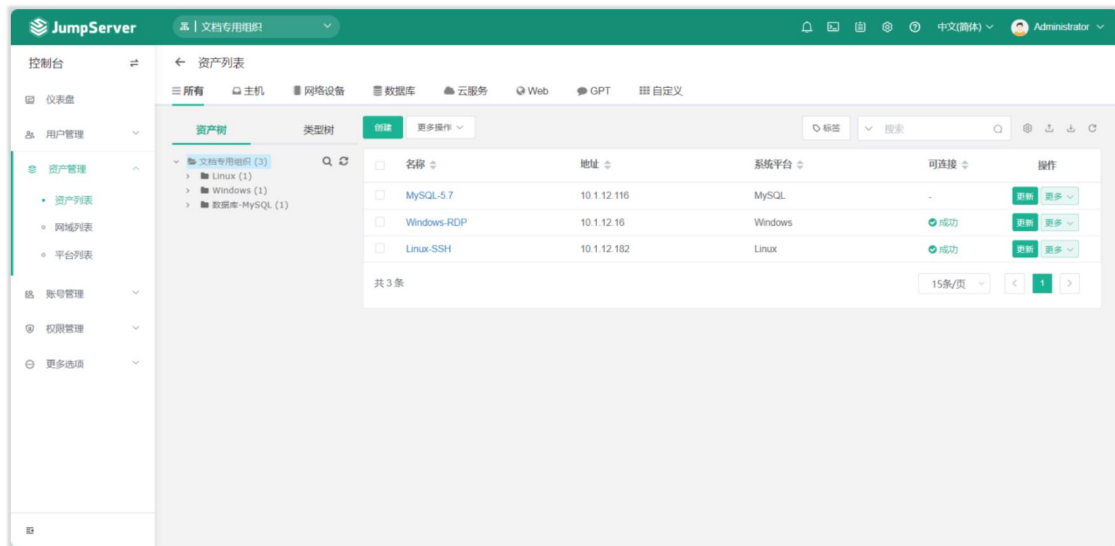 JumpServer 文档专用组织 中文(简体) Administrator
控制台 资产列表
所有 主机 网络设备 数据库 云服务 Web GPT 自定义
仪表盘
用户管理
资产管理
资产列表
网域列表
平台列表
账号管理
权限管理
更多选项
资产树 类型树
文档专用组织 (3)
Linux (1)
Windows (1)
数据库-MySQL (1)
创建 更多操作 标签 搜索
名称 地址 系统平台 可连接 操作
MySQL-5.7 10.1.12.116 MySQL - 更新 更多
Windows-RDP 10.1.12.16 Windows 成功 更新 更多
Linux-SSH 10.1.12.182 Linux 成功 更新 更多
共 3 条 15条/页 1